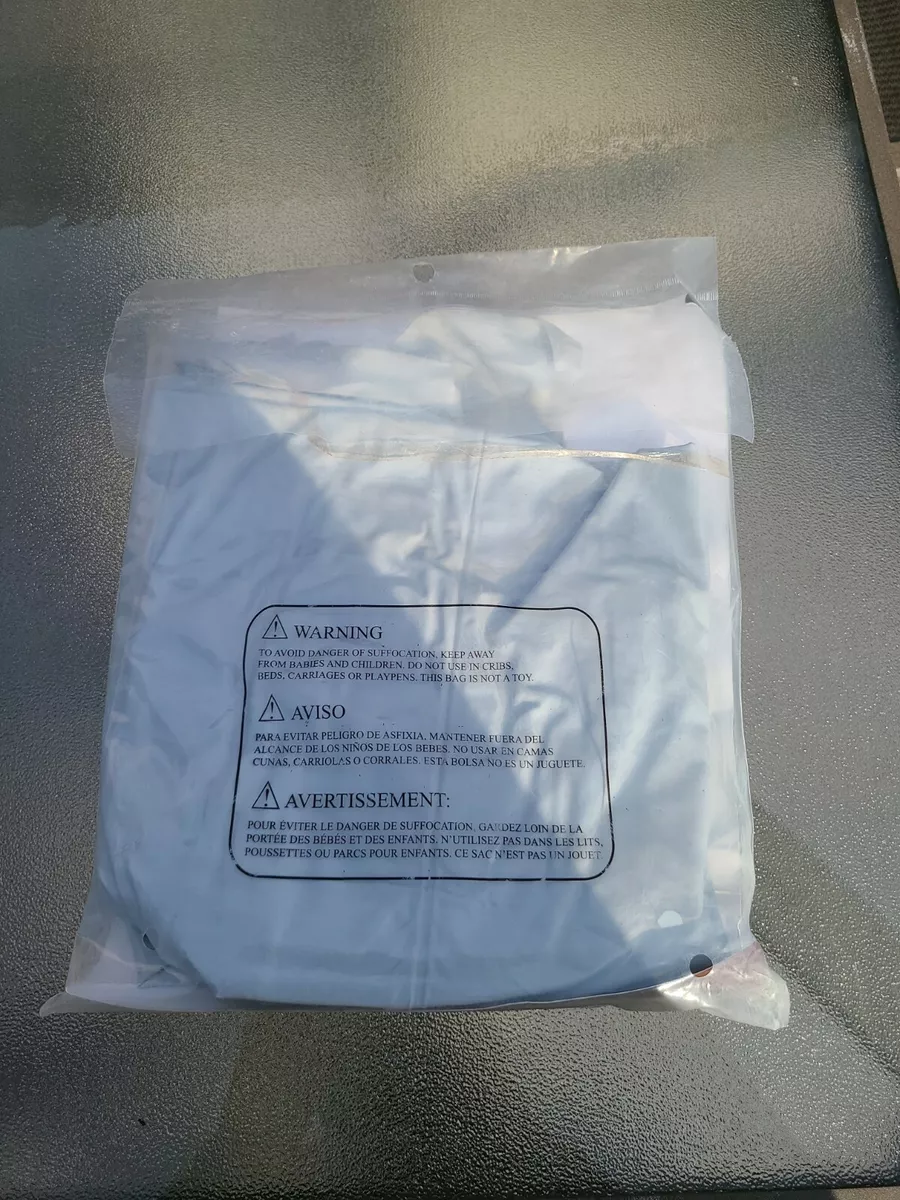 WARNING
TO AVOID DANGER OF SUFFOCATION, KEEP AWAY
FROM BABIES AND CHILDREN. DO NOT USE IN CRIBS,
BEDS, CARRIAGES OR PLAYPENS. THIS BAG IS NOT A TOY.
AVISO
PARA EVITAR PELIGRO DE ASFIXIA, MANTENER FUERA DEL
ALCANCE DE LOS NIÑOS DE LOS BEBES. NO USAR EN CAMAS
CUNAS, CARRIOLAS O CORRALES. ESTA BOLSA NO ES UN JUGUETE.
AVERTISSEMENT:
POUR ÉVITER LE DANGER DE SUFFOCATION, GARDEZ LOIN DE LA
PORTÉE DES BÉBÉS ET DES ENFANTS. N'UTILISEZ PAS DANS LES LITS,
POUSSETTES OU PARCS POUR ENFANTS. CE SAC N'EST PAS UN JOUET.